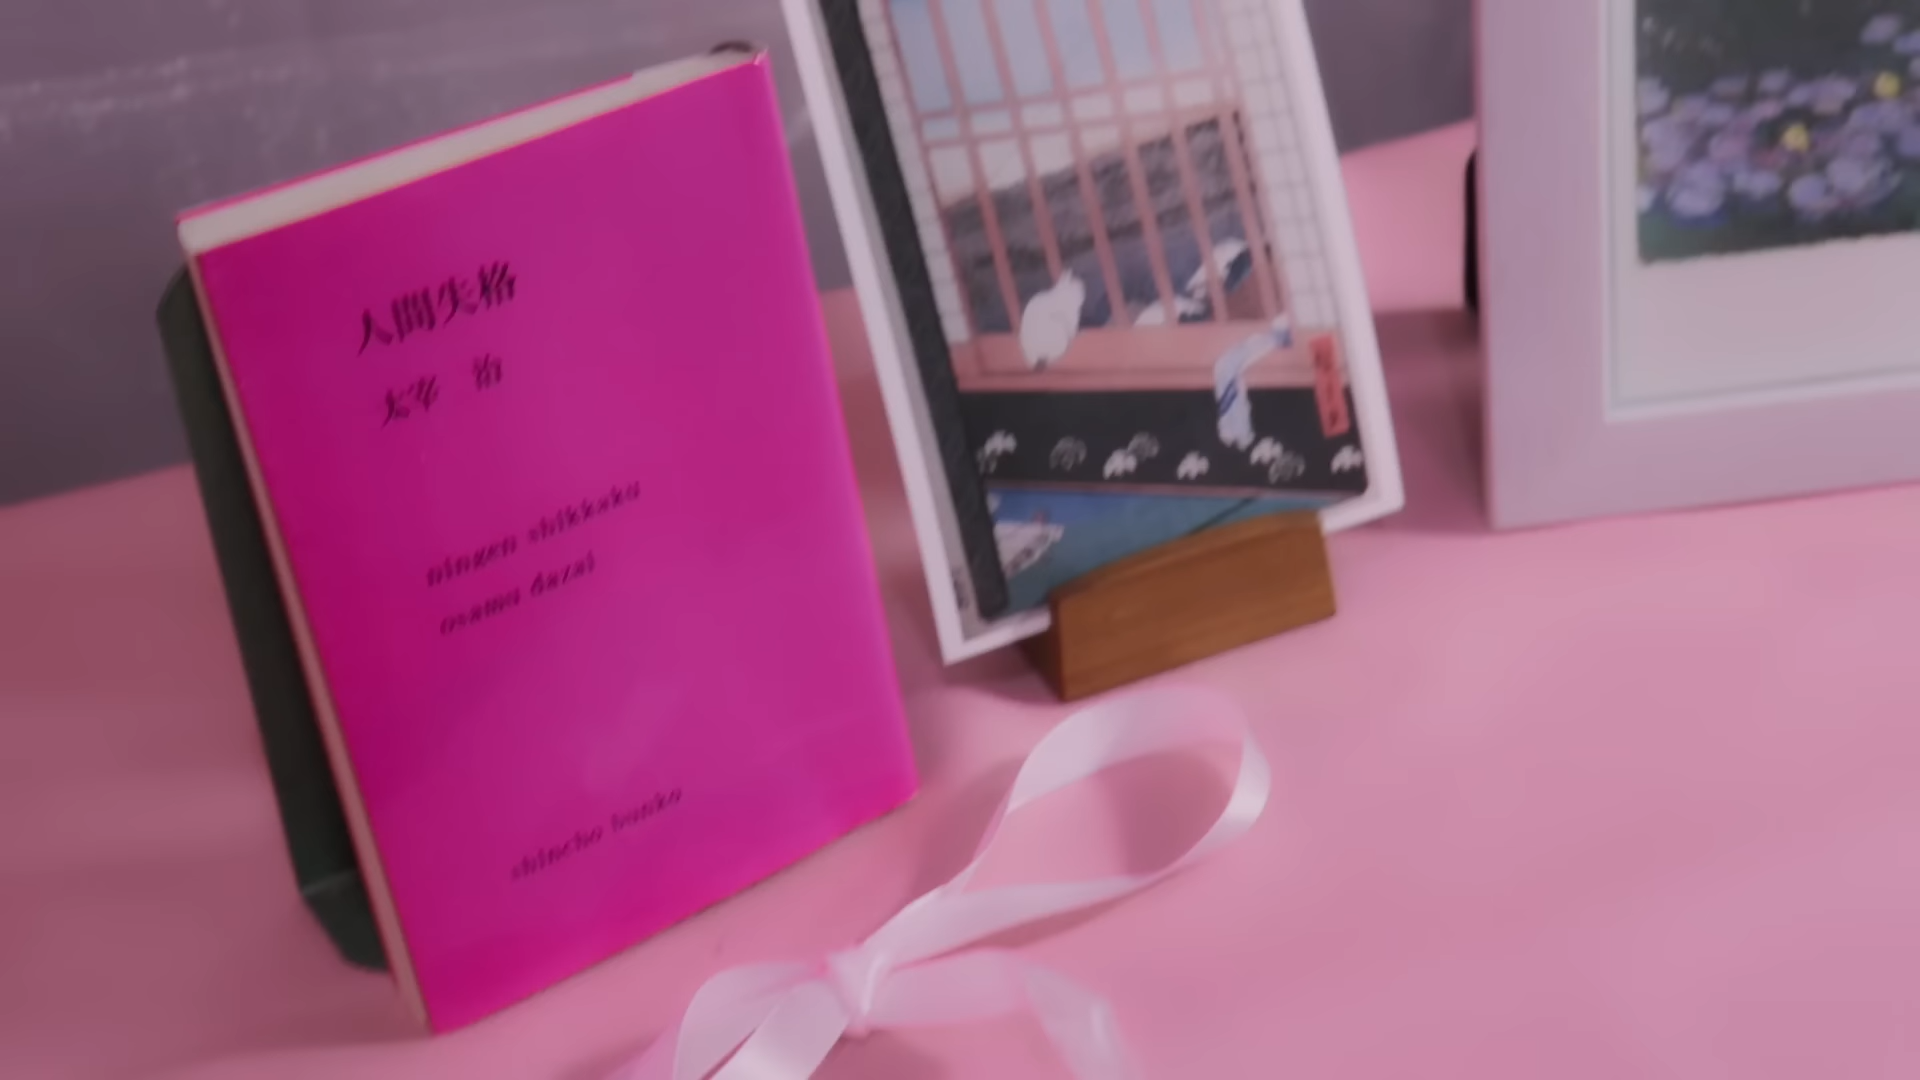 人間失格
太宰 治
ningen shikkaku
osamu dazai
shincho bunko